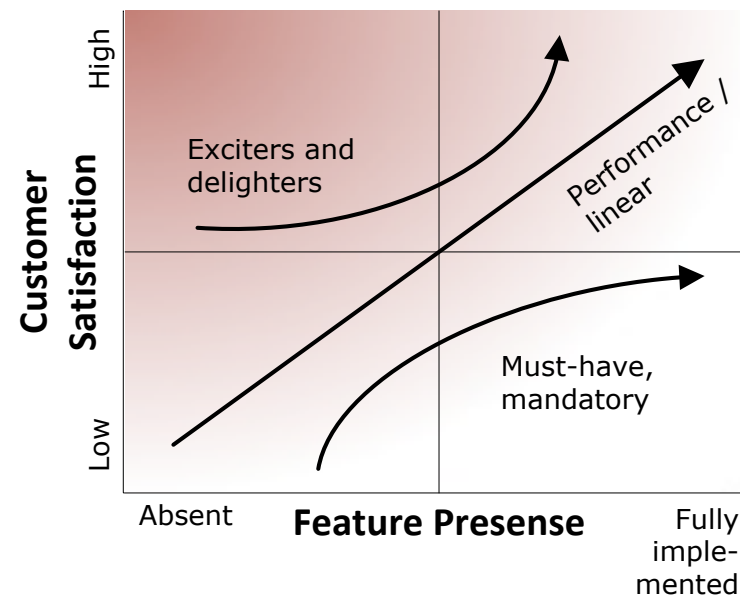 High
Exciters and
delighters
Performance /
linear
Customer
Satisfaction
Must-have,
mandatory
Low
Absent
Feature Presense
Fully
imple-
mented